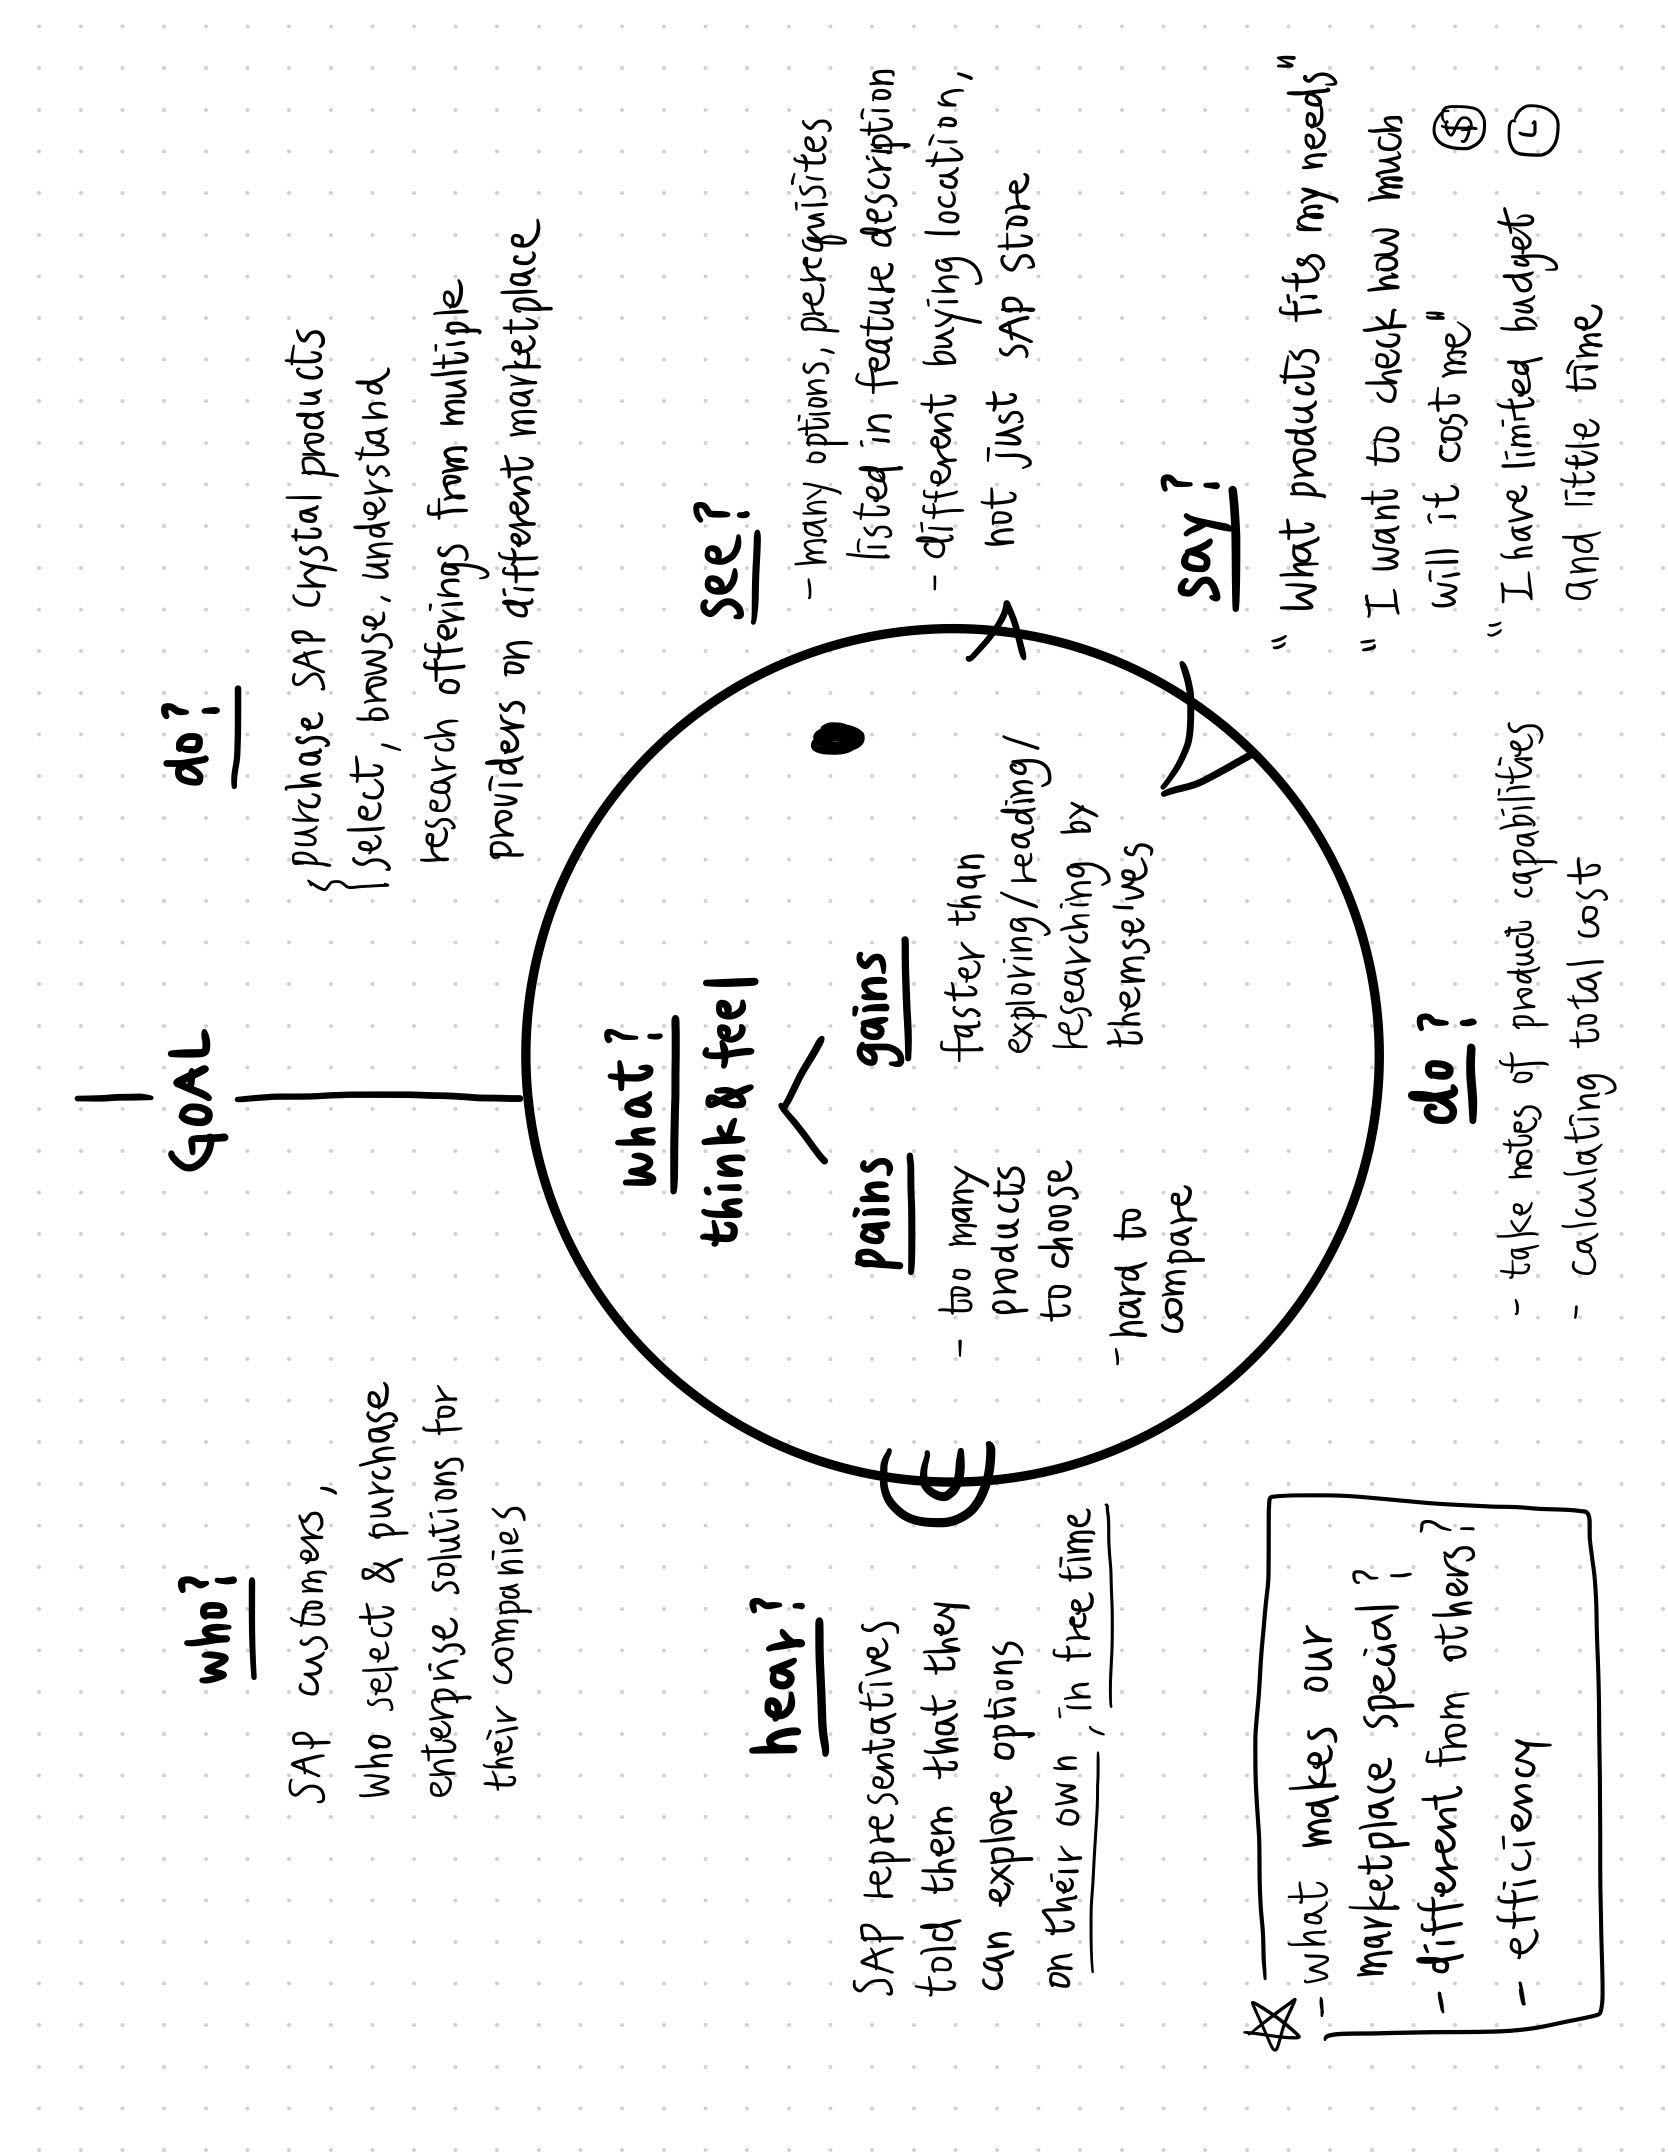 GOAL
who?
SAP customers,
who select & purchase
enterprise solutions for
their companies
do?
purchase SAP Crystal products
select, browse, understand
research offerings from multiple
providers on different marketplace
see?
- many options, prerequisites
listed in feature description
- different buying location,
not just SAP Store
say?
"What products fits my needs"
"I want to check how much
will it cost me"
$
"I have limited budget
and little time
do?
- take notes of product capabilities
- calculating total cost
hear?
SAP representatives
told them that they
can explore options
on their own, in free time
what?
think & feel
pains
- too many
products
to choose
- hard to
compare
gains
faster than
exploring/reading/
researching by
themselves
- what makes our
marketplace special?
- different from others?
- efficiency